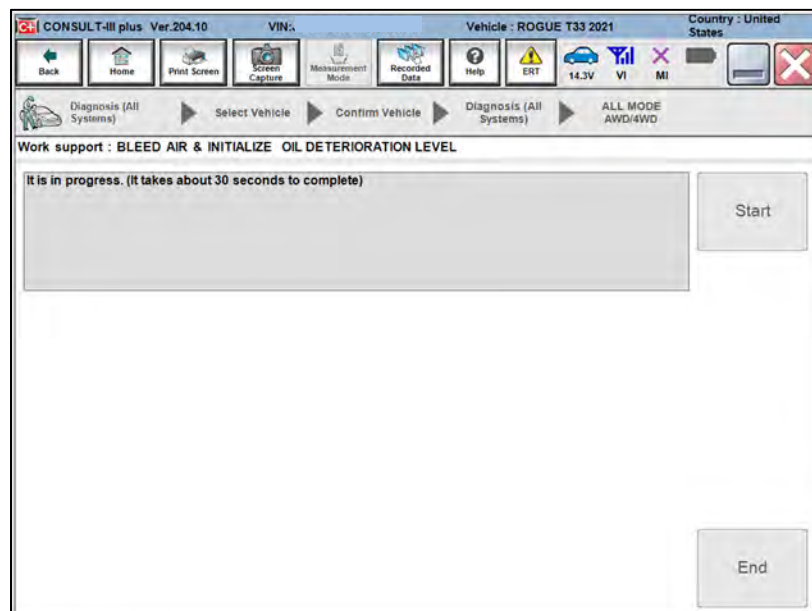 C+ CONSULT-III plus Ver.204.10 VIN: Vehicle : ROGUE T33 2021 Country : United States
Back
Home
Print Screen
Screen Capture
Measurement Mode
Recorded Data
Help
ERT
14.3V
VI
MI
Diagnosis (All Systems)
Select Vehicle
Confirm Vehicle
Diagnosis (All Systems)
ALL MODE AWD/4WD
Work support : BLEED AIR & INITIALIZE OIL DETERIORATION LEVEL
It is in progress. (It takes about 30 seconds to complete)
Start
End